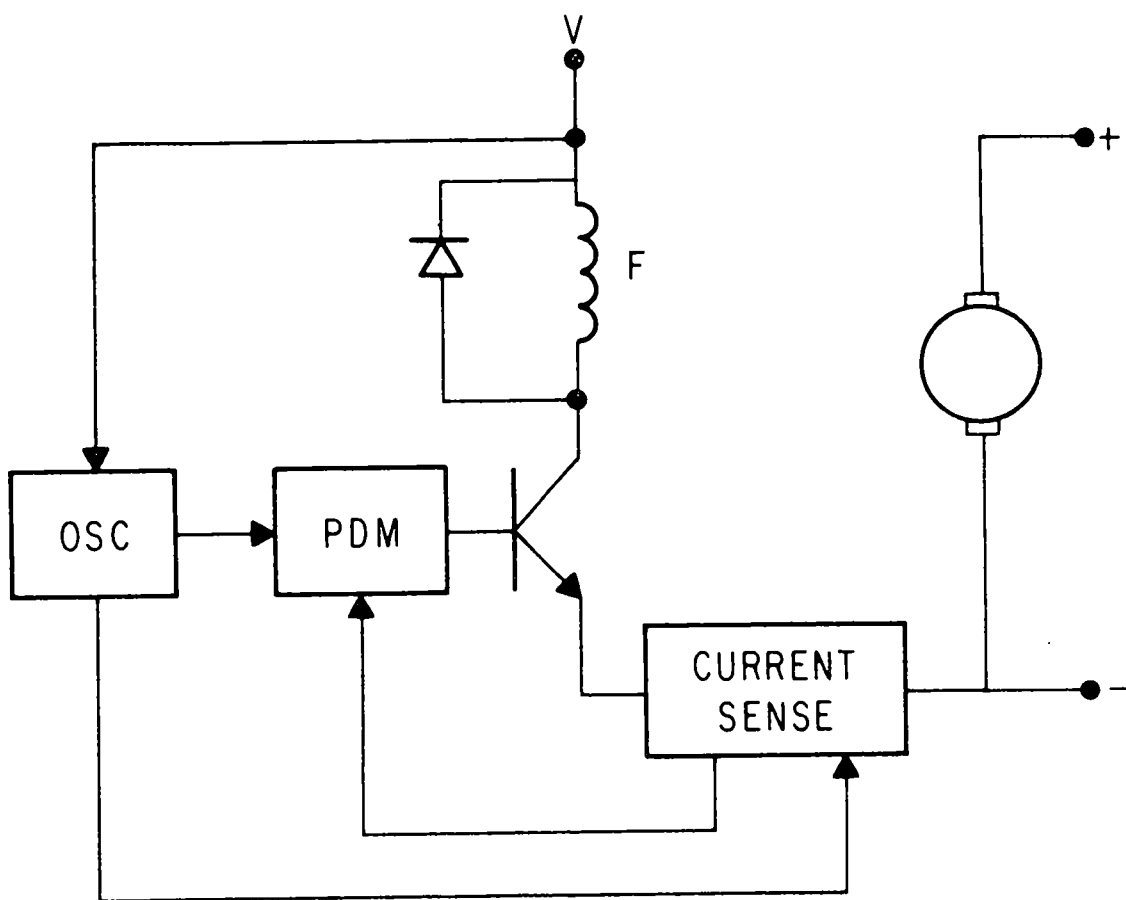 V
+
F
OSC
PDM
CURRENT
SENSE
-